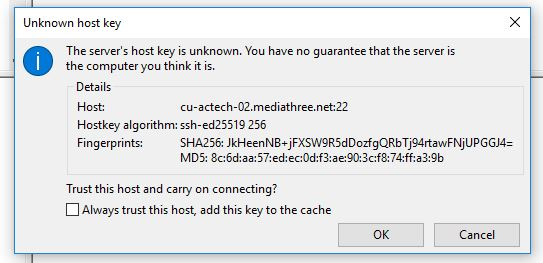 Unknown host key
The server's host key is unknown. You have no guarantee that the server is
the computer you think it is.
Details
Host: cu-actech-02.mediathree.net:22
Hostkey algorithm: ssh-ed25519 256
Fingerprints: SHA256: JkHeenNB+jFXSW9R5dDozfgQRbTj94rtawFNjUPGGJ4=
MD5: 8c:6d:aa:57:ed:ec:0d:f3:ae:90:3c:f8:74:ff:a3:9b
Trust this host and carry on connecting?
Always trust this host, add this key to the cache
OK Cancel